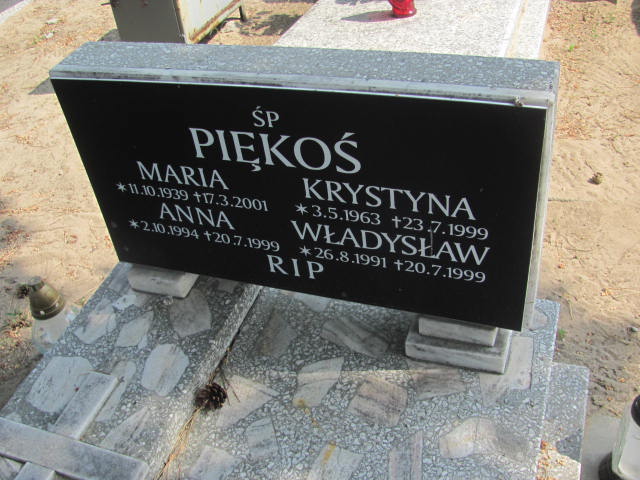 ŚP
PIĘKOŚ
MARIA
*11.10.1939 †17.3.2001
ANNA
*2.10.1994 †20.7.1999
KRYSTYNA
*3.5.1963 †23.7.1999
WŁADYSŁAW
*26.8.1991 †20.7.1999
RIP